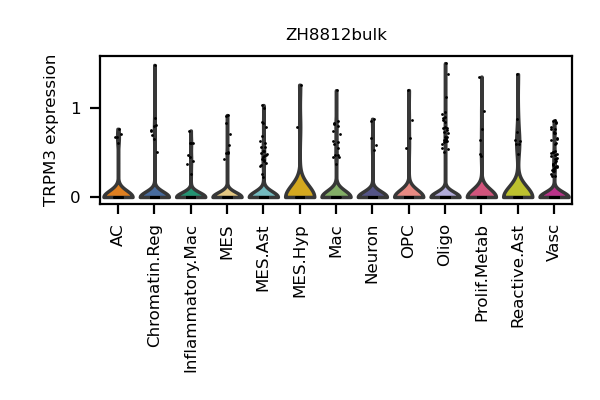 ZH8812bulk
TRPM3 expression
1
0
AC
Chromatin.Reg
Inflammatory.Mac
MES
MES.Ast
MES.Hyp
Mac
Neuron
OPC
Oligo
Prolif.Metab
Reactive.Ast
Vasc